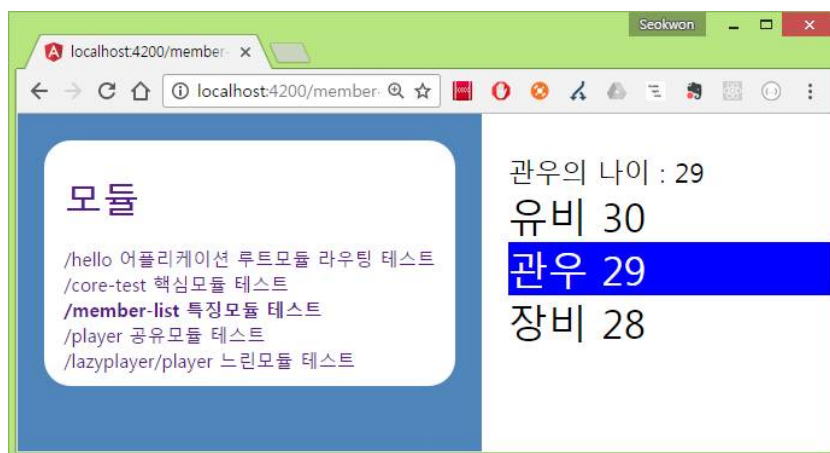 Seokwon
localhost:4200/member-
localhost:4200/member-
모듈
/hello 어플리케이션 루트모듈 라우팅 테스트
/core-test 핵심모듈 테스트
/member-list 특징모듈 테스트
/player 공유모듈 테스트
/lazyplayer/player 느린모듈 테스트
관우의 나이 : 29
유비 30
관우 29
장비 28